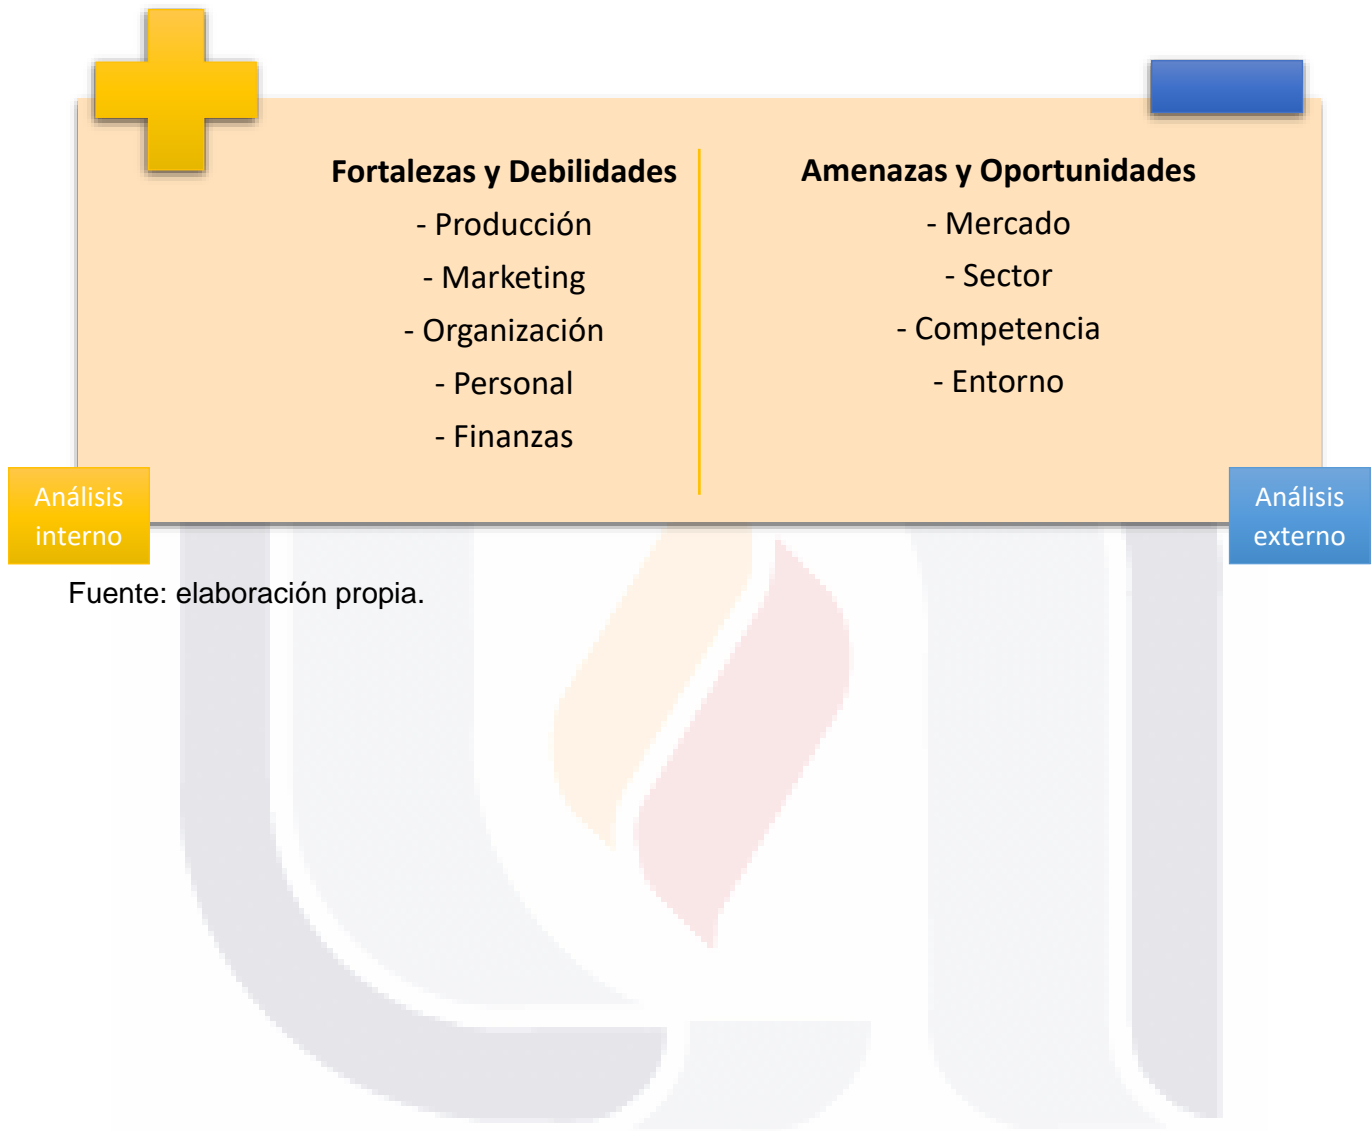 Fortalezas y Debilidades
- Producción
- Marketing
- Organización
- Personal
- Finanzas
Amenazas y Oportunidades
- Mercado
- Sector
- Competencia
- Entorno
Análisis
interno
Análisis
externo
Fuente: elaboración propia.